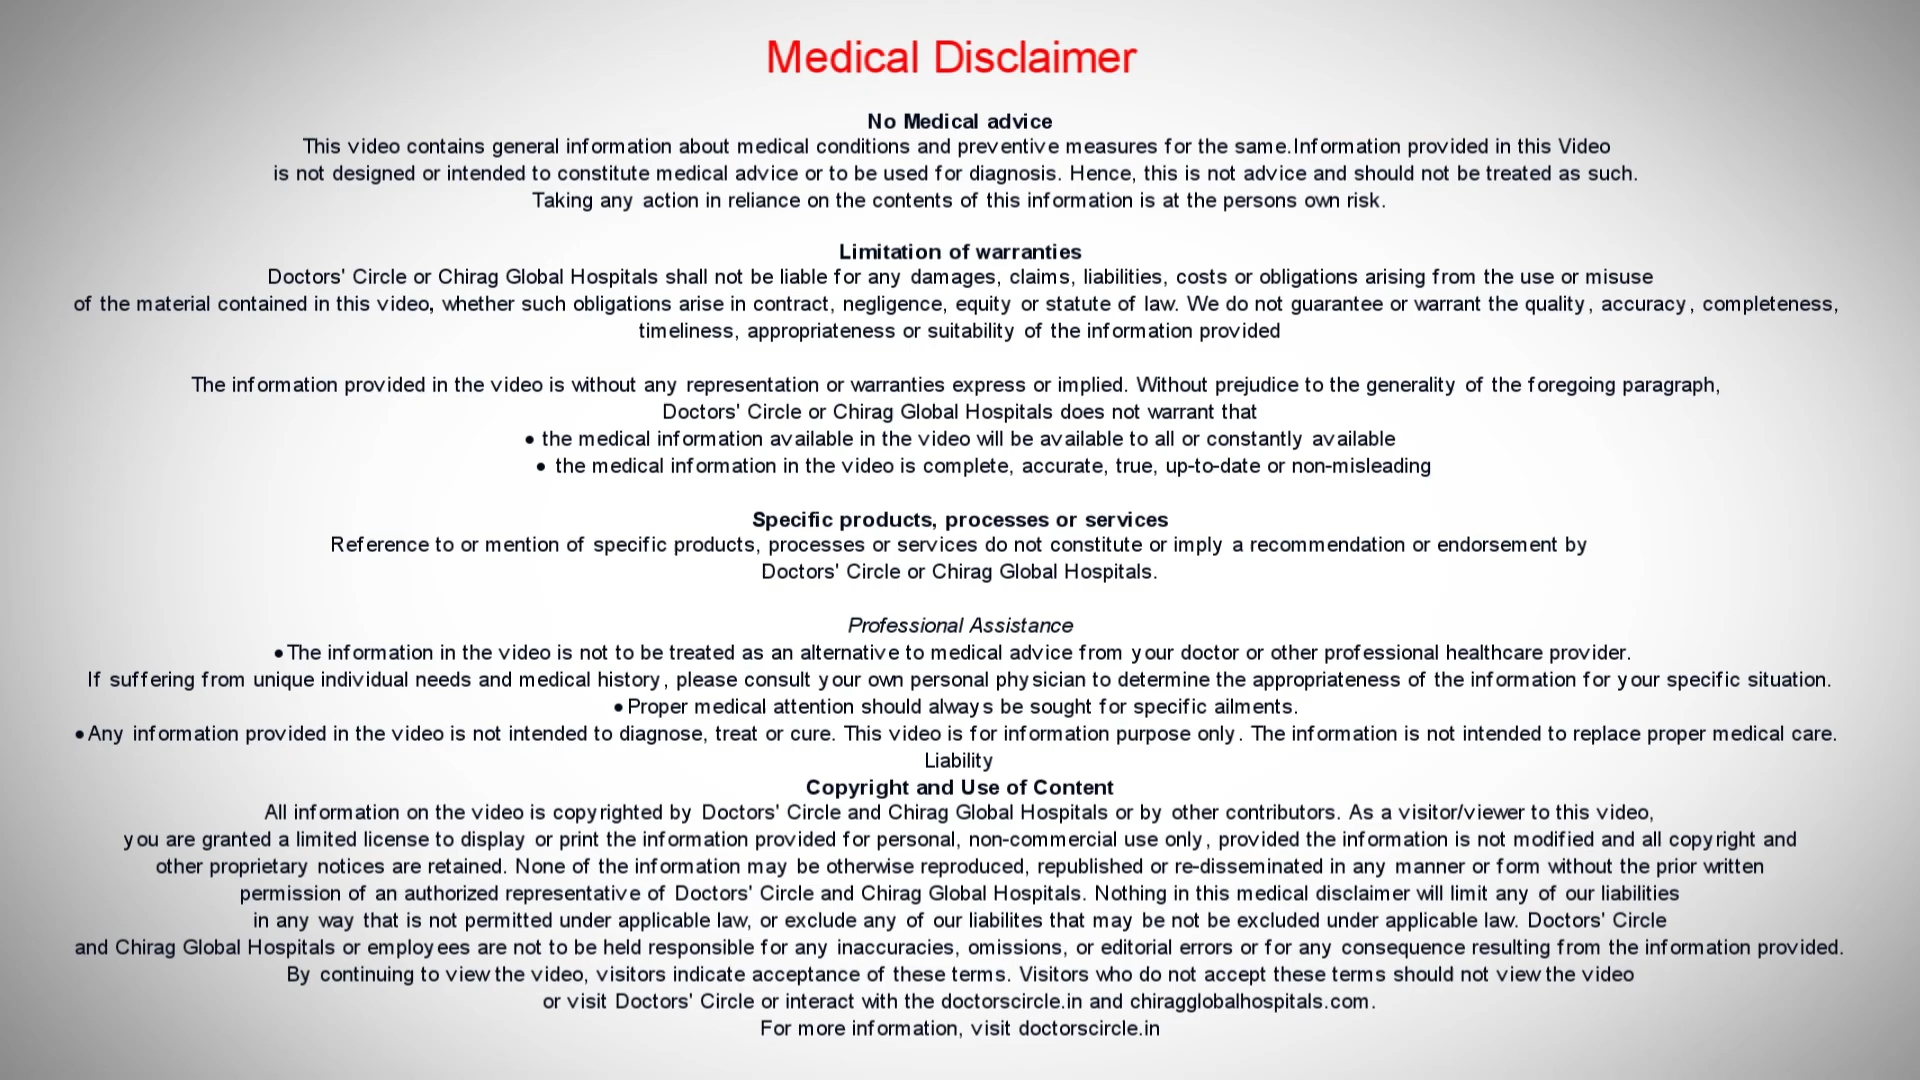 Medical Disclaimer
No Medical advice
This video contains general information about medical conditions and preventive measures for the same.Information provided in this Video
is not designed or intended to constitute medical advice or to be used for diagnosis. Hence, this is not advice and should not be treated as such.
Taking any action in reliance on the contents of this information is at the persons own risk.
Limitation of warranties
Doctors' Circle or Chirag Global Hospitals shall not be liable for any damages, claims, liabilities, costs or obligations arising from the use or misuse
of the material contained in this video, whether such obligations arise in contract, negligence, equity or statute of law. We do not guarantee or warrant the quality, accuracy, completeness,
timeliness, appropriateness or suitability of the information provided
The information provided in the video is without any representation or warranties express or implied. Without prejudice to the generality of the foregoing paragraph,
Doctors' Circle or Chirag Global Hospitals does not warrant that
• the medical information available in the video will be available to all or constantly available
• the medical information in the video is complete, accurate, true, up-to-date or non-misleading
Specific products, processes or services
Reference to or mention of specific products, processes or services do not constitute or imply a recommendation or endorsement by
Doctors' Circle or Chirag Global Hospitals.
Professional Assistance
•The information in the video is not to be treated as an alternative to medical advice from your doctor or other professional healthcare provider.
If suffering from unique individual needs and medical history, please consult your own personal physician to determine the appropriateness of the information for your specific situation.
•Proper medical attention should always be sought for specific ailments.
•Any information provided in the video is not intended to diagnose, treat or cure. This video is for information purpose only. The information is not intended to replace proper medical care.
Liability
Copyright and Use of Content
All information on the video is copyrighted by Doctors' Circle and Chirag Global Hospitals or by other contributors. As a visitor/viewer to this video,
you are granted a limited license to display or print the information provided for personal, non-commercial use only, provided the information is not modified and all copyright and
other proprietary notices are retained. None of the information may be otherwise reproduced, republished or re-disseminated in any manner or form without the prior written
permission of an authorized representative of Doctors' Circle and Chirag Global Hospitals. Nothing in this medical disclaimer will limit any of our liabilities
in any way that is not permitted under applicable law, or exclude any of our liabilites that may be not be excluded under applicable law. Doctors' Circle
and Chirag Global Hospitals or employees are not to be held responsible for any inaccuracies, omissions, or editorial errors or for any consequence resulting from the information provided.
By continuing to view the video, visitors indicate acceptance of these terms. Visitors who do not accept these terms should not view the video
or visit Doctors' Circle or interact with the doctorscircle.in and chiragglobalhospitals.com.
For more information, visit doctorscircle.in